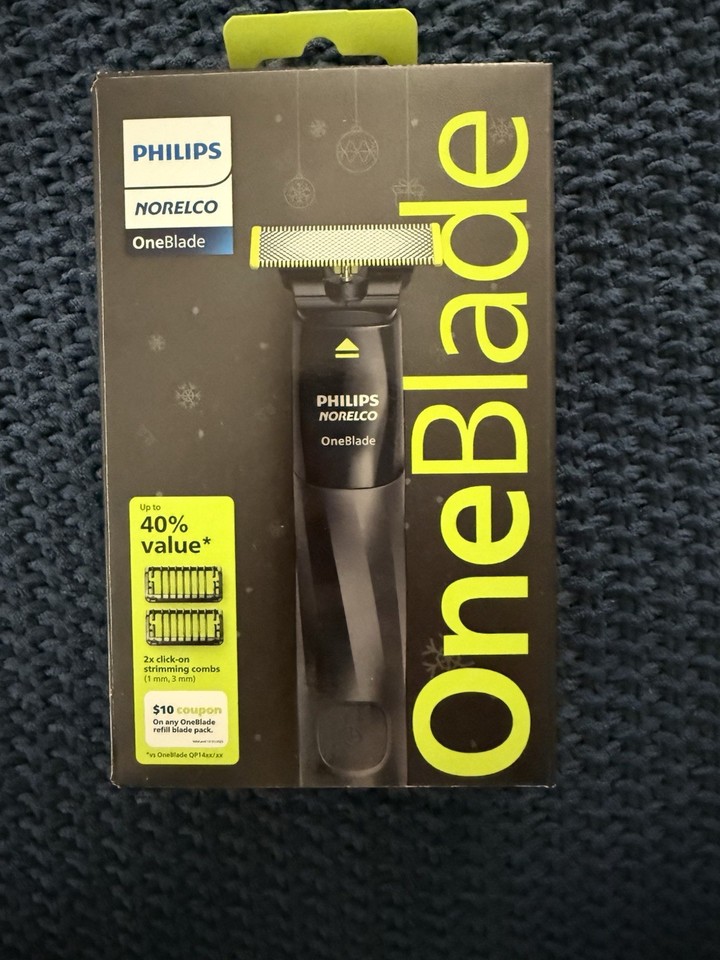 PHILIPS
NORELCO
OneBlade
OneBlade
PHILIPS
NORELCO
OneBlade
Up to
40%
value*
2x click-on
strimming combs
(1 mm, 3 mm)
$10 coupon
On any OneBlade
refill blade pack.
*vs OneBlade QP14xx/xx